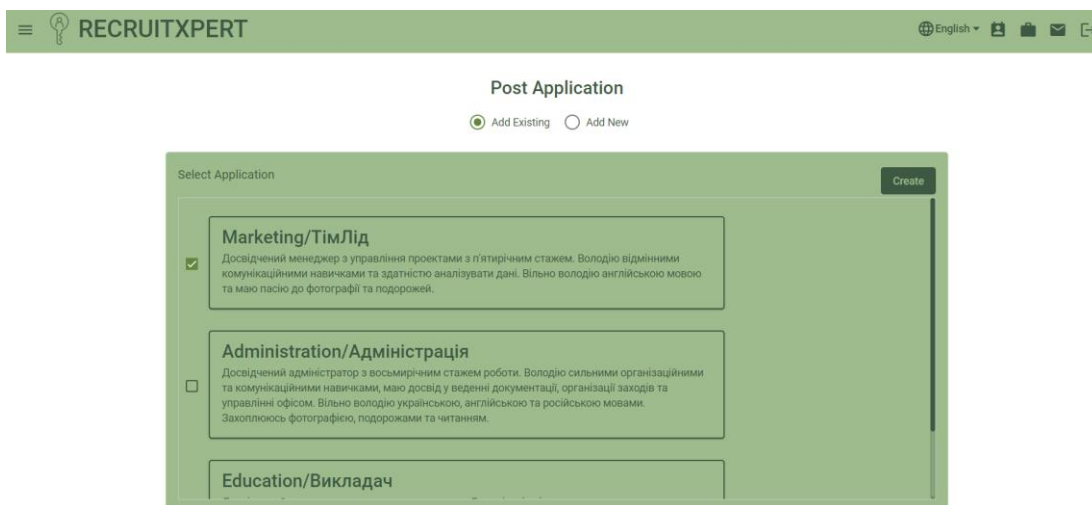 RECRUITXPERT
English
Post Application
Add Existing Add New
Select Application
Create
Marketing/ТімЛід
Досвідчений менеджер з управління проектами з п'ятирічним стажем. Володію відмінними
комунікаційними навичками та здатністю аналізувати дані. Вільно володію англійською мовою
та маю пасію до фотографії та подорожей.
Administration/Адміністрація
Досвідчений адміністратор з восьмирічним стажем роботи. Володію сильними організаційними
та комунікаційними навичками, маю досвід у веденні документації, організації заходів та
управлінні офісом. Вільно володію українською, англійською та російською мовами.
Захоплююсь фотографією, подорожами та читанням.
Education/Викладач